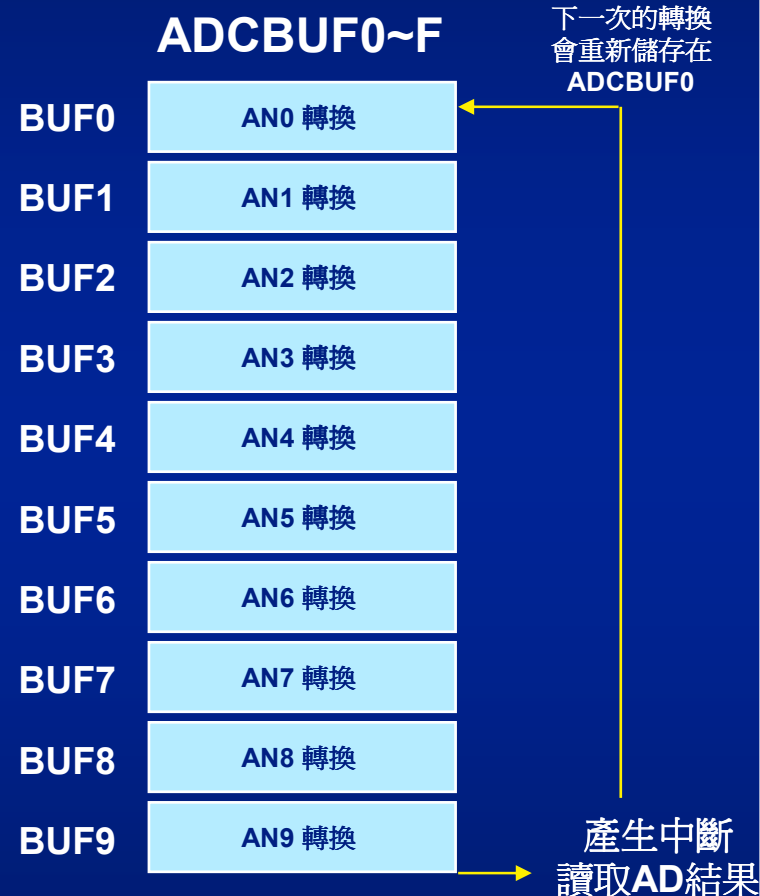 ADCBUF0~F
下一次的轉換
會重新儲存在
ADCBUF0
BUF0
AN0 轉換
BUF1
AN1 轉換
BUF2
AN2 轉換
BUF3
AN3 轉換
BUF4
AN4 轉換
BUF5
AN5 轉換
BUF6
AN6 轉換
BUF7
AN7 轉換
BUF8
AN8 轉換
BUF9
AN9 轉換
產生中斷
讀取AD結果